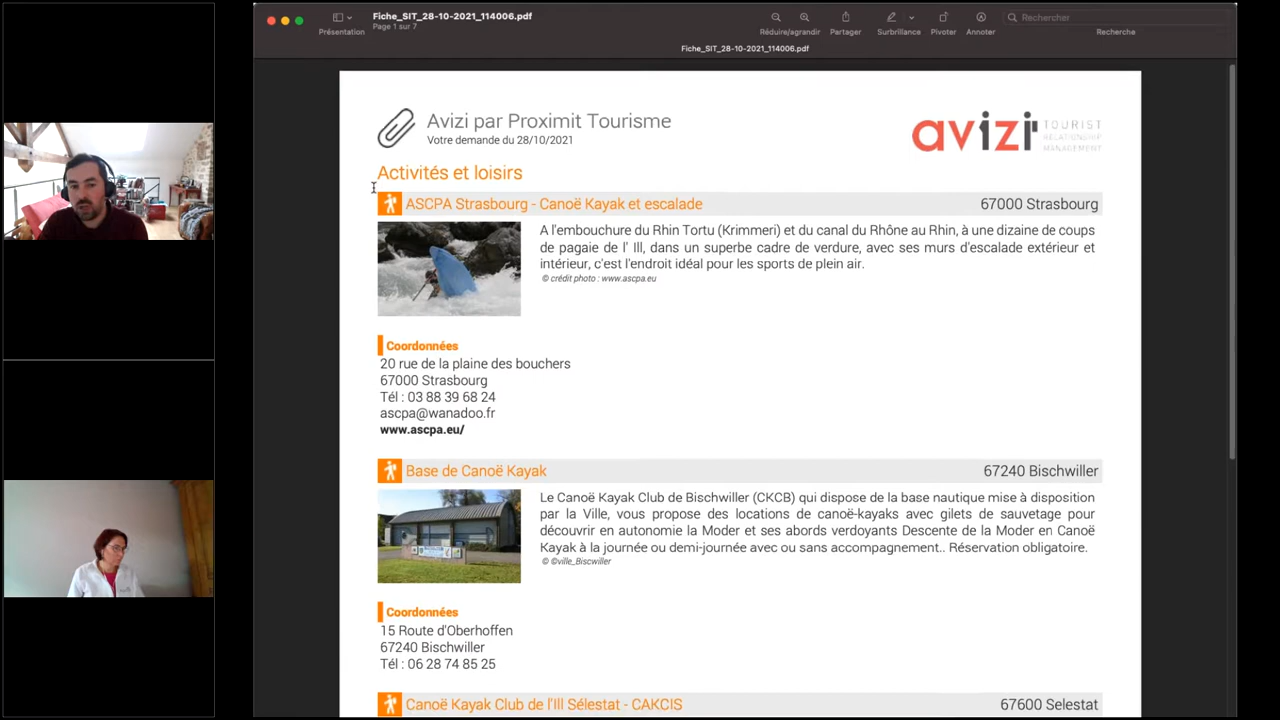 Fiche_SIT_28-10-2021_114006.pdf
Page 1 sur 7
Présentation
Réduire/agrandir
Partager
Surbrillance
Pivoter
Annoter
Rechercher
Recherche
Fiche_SIT_28-10-2021_114006.pdf
Avizi par Proximit Tourisme
Votre demande du 28/10/2021
avizi
TOURIST
RELATIONSHIP
MANAGEMENT
Activités et loisirs
ASCPA Strasbourg - Canoë Kayak et escalade
67000 Strasbourg
A l'embouchure du Rhin Tortu (Krimmeri) et du canal du Rhône au Rhin, à une dizaine de coups
de pagaie de l' Ill, dans un superbe cadre de verdure, avec ses murs d'escalade extérieur et
intérieur, c'est l'endroit idéal pour les sports de plein air.
© crédit photo : www.ascpa.eu
Coordonnées
20 rue de la plaine des bouchers
67000 Strasbourg
Tél : 03 88 39 68 24
ascpa@wanadoo.fr
www.ascpa.eu/
Base de Canoë Kayak
67240 Bischwiller
Le Canoë Kayak Club de Bischwiller (CKCB) qui dispose de la base nautique mise à disposition
par la Ville, vous propose des locations de canoë-kayaks avec gilets de sauvetage pour
découvrir en autonomie la Moder et ses abords verdoyants Descente de la Moder en Canoë
Kayak à la journée ou demi-journée avec ou sans accompagnement.. Réservation obligatoire.
© ©ville_Biscwiller
Coordonnées
15 Route d'Oberhoffen
67240 Bischwiller
Tél : 06 28 74 85 25
Canoë Kayak Club de l'Ill Sélestat - CAKCIS
67600 Selestat